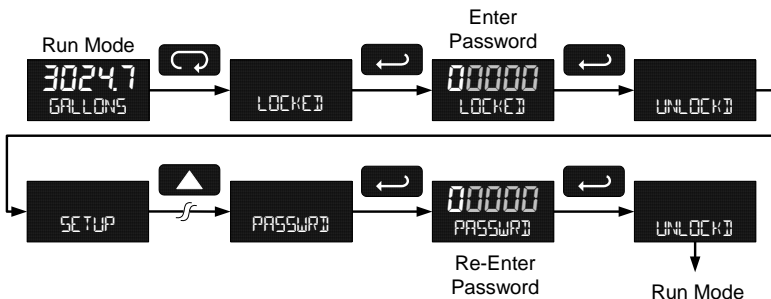 Enter
Password
Run Mode
3024.7
GALLONS
LOCKED
00000
LOCKED
UNLOCKD
SETUP
PASSWRD
00000
PASSWRD
UNLOCKD
Re-Enter
Password
Run Mode